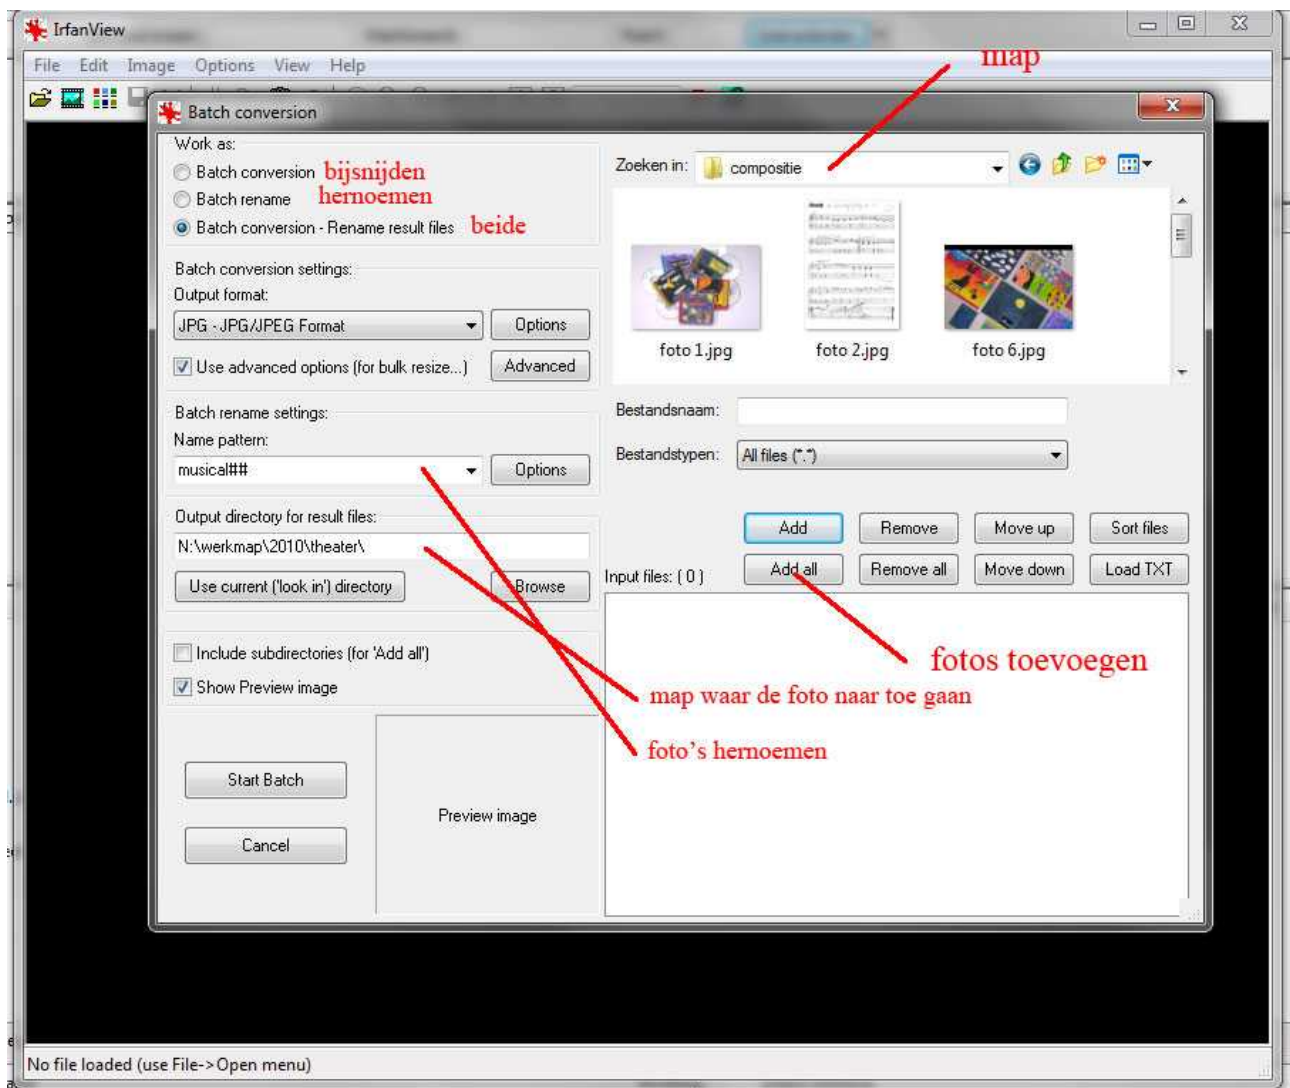 IrfanView
File Edit Image Options View Help
map
Batch conversion
Work as:
Batch conversion bijsnijden
Batch rename hernoemen
Batch conversion - Rename result files beide
Batch conversion settings:
Output format:
JPG - JPG/JPEG Format Options
Use advanced options (for bulk resize...) Advanced
Batch rename settings:
Name pattern:
musical## Options
Output directory for result files:
N:\werkmap\2010\theater\
Use current ('look in') directory Browse
Include subdirectories (for 'Add all')
Show Preview image
Start Batch
Cancel
Preview image
Zoeken in: compositie
foto 1.jpg foto 2.jpg foto 6.jpg
Bestandsnaam:
Bestandstypen: All files (*.*)
Add Remove Move up Sort files
Input files: ( 0 ) Add all Remove all Move down Load TXT
fotos toevoegen
map waar de foto naar toe gaan
foto's hernoemen
No file loaded (use File->Open menu)